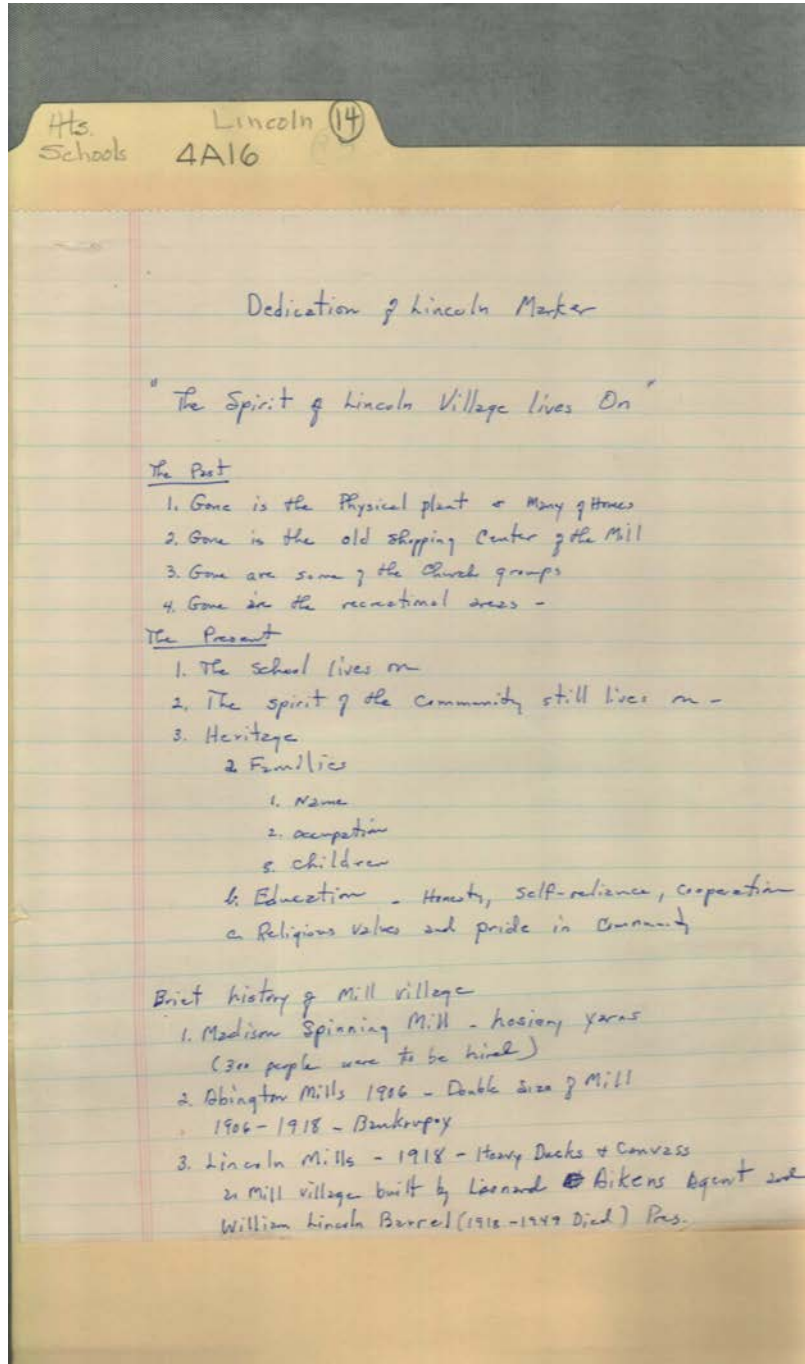 Hts. Lincoln 14
Schools 4A16
Dedication of Lincoln Marker
"The Spirit of Lincoln Village lives On"
The Past
1. Gone is the Physical plant & Many of Homes
2. Gone is the old Shopping Center of the Mill
3. Gone are some of the Church groups
4. Gone are the recreational areas -
The Present
1. The School lives on
2. The spirit of the Community still lives on -
3. Heritage
a Families
1. Name
2. occupation
3. children
b. Education - Honesty, Self-reliance, cooperation
c. Religious values and pride in Community
Brief history of Mill village
1. Madison Spinning Mill - hosiery yarns
(300 people were to be hired)
2. Abington Mills 1906 - Double size of Mill
1906 - 1918 - Bankrupcy
3. Lincoln Mills - 1918 - Heavy Ducks & Canvass
a Mill village built by Leonard Aikens Agent and
William Lincoln Barrel (1918-1949 Died) Pres.